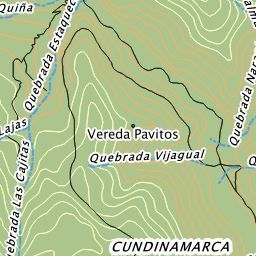 Quiña
Quebrada Estaquec
Lajas
Vereda Pavitos
Quebrada Vijagual
Quebrada Nara
Quebrada Las Cajitas
CUNDINAMARCA